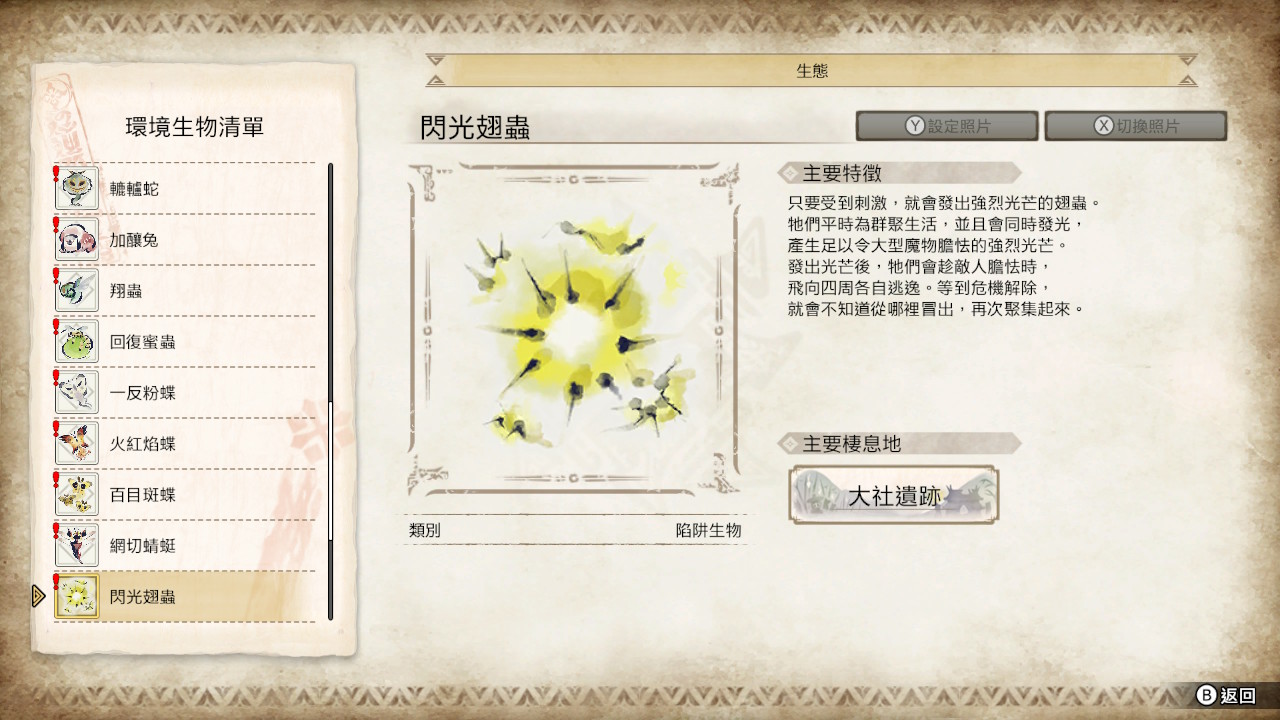 生態
環境生物清單
轆轤蛇
加釀兔
翔蟲
回復蜜蟲
一反粉蝶
火紅焰蝶
百目斑蝶
網切蜻蜓
閃光翅蟲
閃光翅蟲
Y設定照片
X切換照片
主要特徵
只要受到刺激，就會發出強烈光芒的翅蟲。
牠們平時為群聚生活，並且會同時發光，
產生足以令大型魔物膽怯的強烈光芒。
發出光芒後，牠們會趁敵人膽怯時，
飛向四周各自逃逸。等到危機解除，
就會不知道從哪裡冒出，再次聚集起來。
主要棲息地
大社遺跡
類別 陷阱生物
B返回